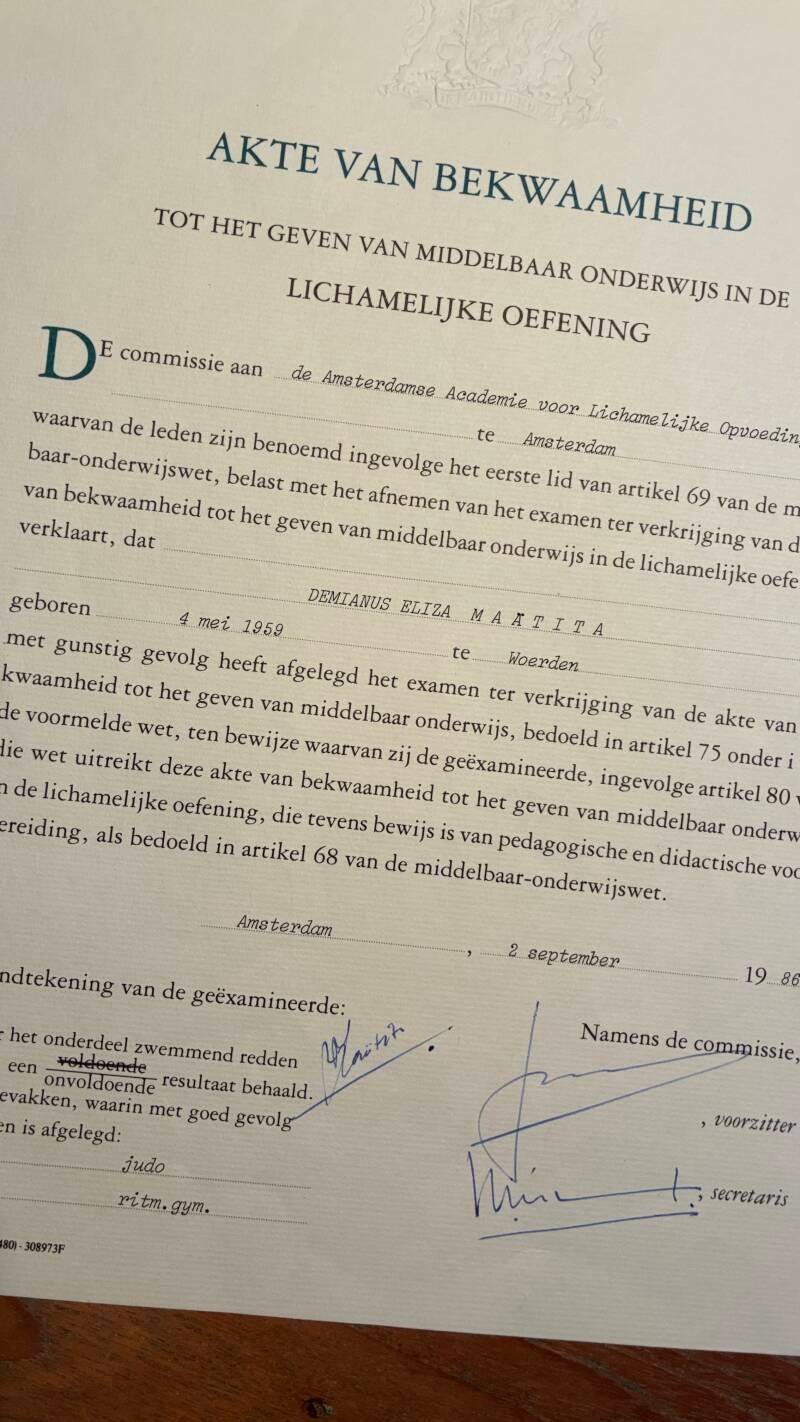 AKTE VAN BEKWAAMHEID
TOT HET GEVEN VAN MIDDELBAAR ONDERWIJS IN DE
LICHAMELIJKE OEFENING
DE commissie aan de Amsterdamse Academie voor Lichamelijke Opvoedin
te Amsterdam
waarvan de leden zijn benoemd ingevolge het eerste lid van artikel 69 van de m
baar-onderwijswet, belast met het afnemen van het examen ter verkrijging van d
van bekwaamheid tot het geven van middelbaar onderwijs in de lichamelijke oefe
verklaart, dat
DEMIANUS ELIZA M A Ä T I T A
geboren 4 mei 1959 te Woerden
met gunstig gevolg heeft afgelegd het examen ter verkrijging van de akte van
kwaamheid tot het geven van middelbaar onderwijs, bedoeld in artikel 75 onder i
de voormelde wet, ten bewijze waarvan zij de geëxamineerde, ingevolge artikel 80 v
die wet uitreikt deze akte van bekwaamheid tot het geven van middelbaar onderw
n de lichamelijke oefening, die tevens bewijs is van pedagogische en didactische voo
ereiding, als bedoeld in artikel 68 van de middelbaar-onderwijswet.
Amsterdam, 2 september 1986
ndtekening van de geëxamineerde:
r het onderdeel zwemmend redden
een voldoende
onvoldoende resultaat behaald.
evakken, waarin met goed gevolg
en is afgelegd:
judo
ritm.gym.
Namens de commissie,
, voorzitter
, secretaris
480) - 308973F